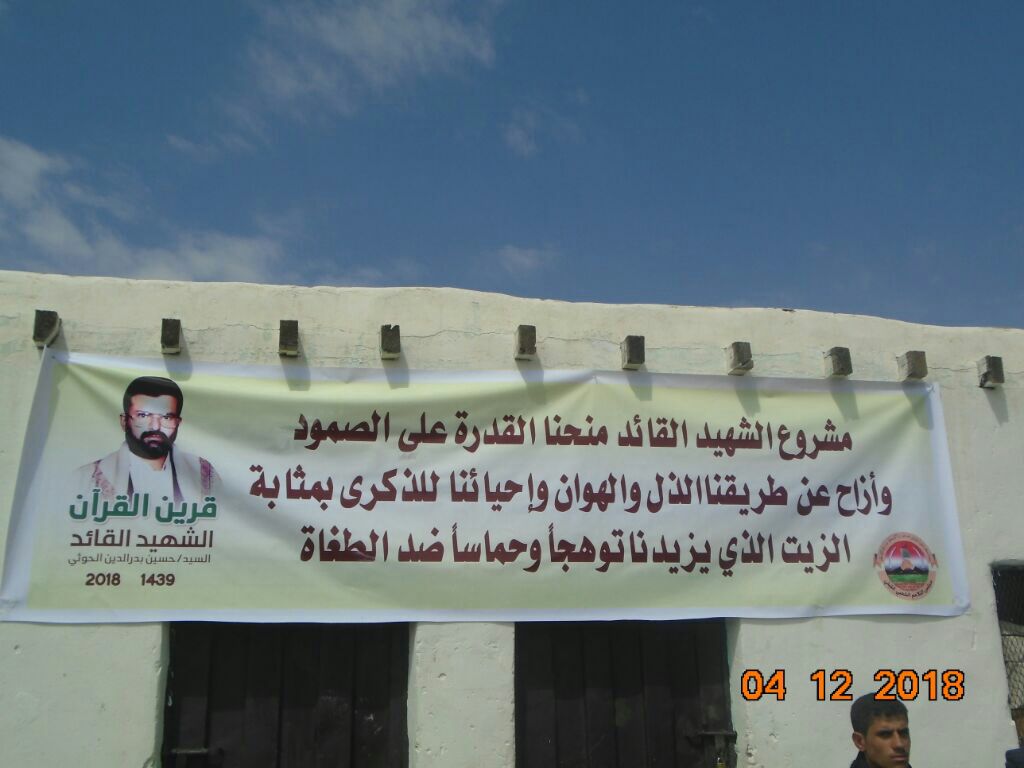 مشروع الشهيد القائد منحنا القدرة على الصمود
وأزاح عن طريقنا الذل والهوان وإحيائنا للذكرى بمثابة
الزيت الذي يزيدنا توهجاً وحماساً ضد الطغاة
قرين القرآن
الشهيد القائد
السيد/حسين بدرالدين الحوثي
2018 1439
04 12 2018